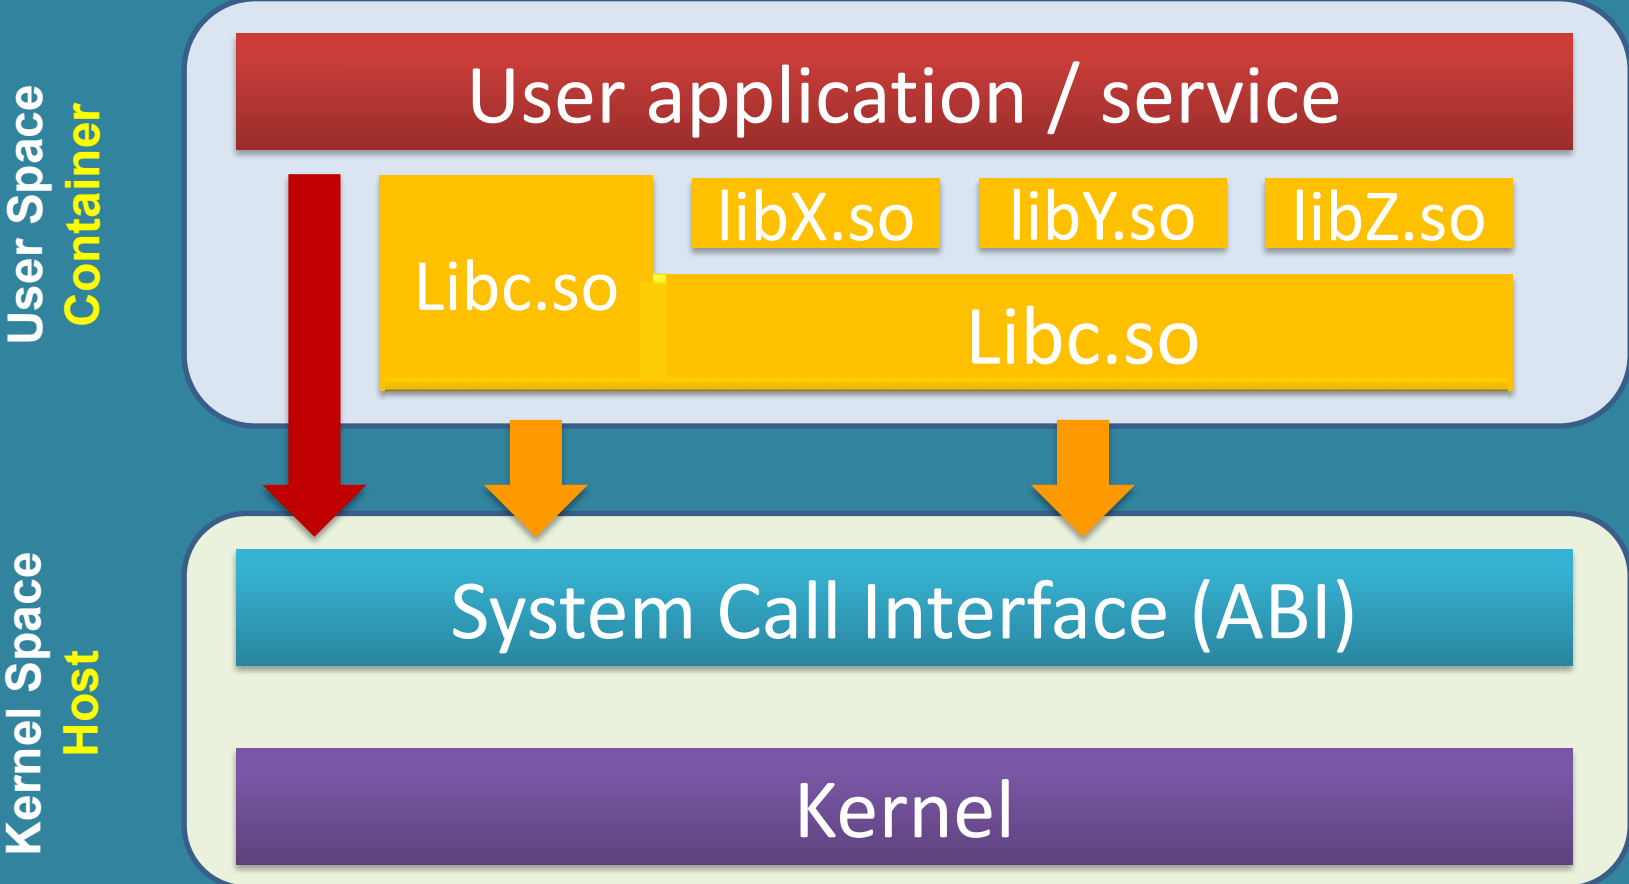 User Space
Container
User application / service
libX.so
libY.so
libZ.so
Libc.so
Libc.so
Kernel Space
Host
System Call Interface (ABI)
Kernel